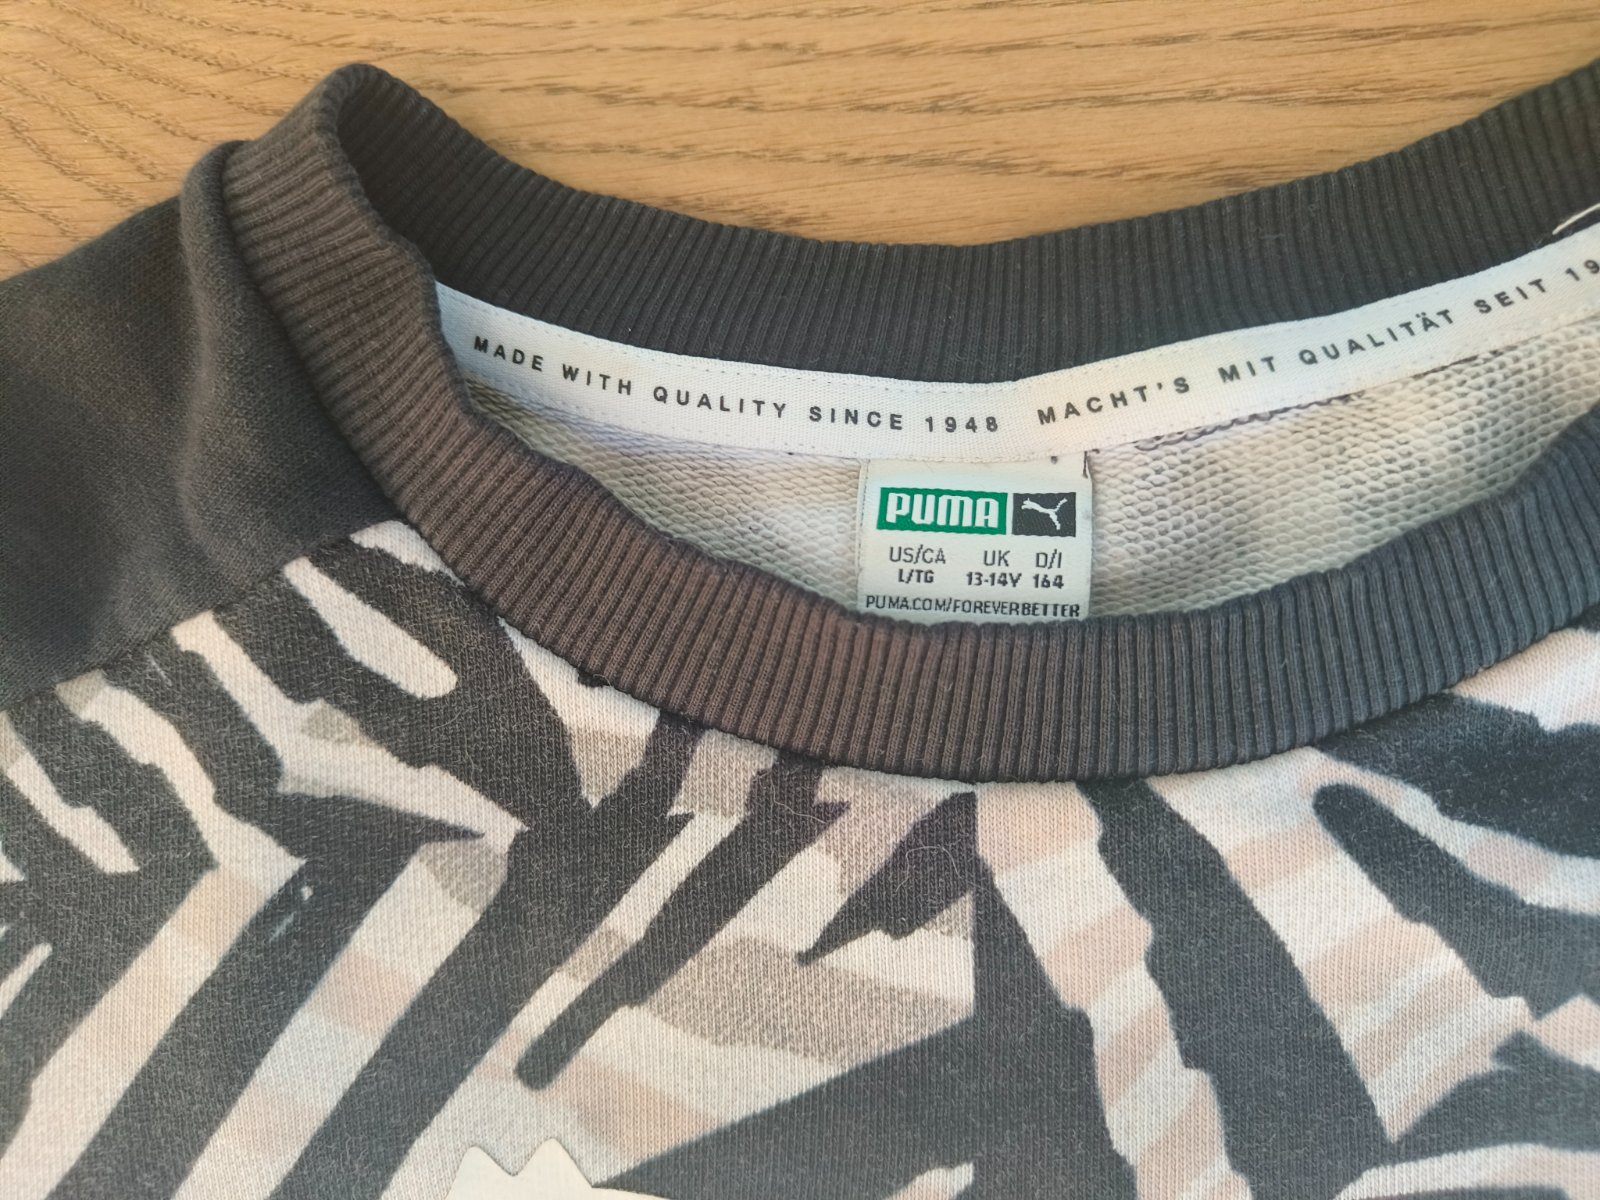 MADE WITH QUALITY SINCE 1948 MACHT'S MIT QUALITÄT SEIT 19
PUMA
US/CA UK D/I
L/TG 13-14Y 164
PUMA.COM/FOREVERBETTER